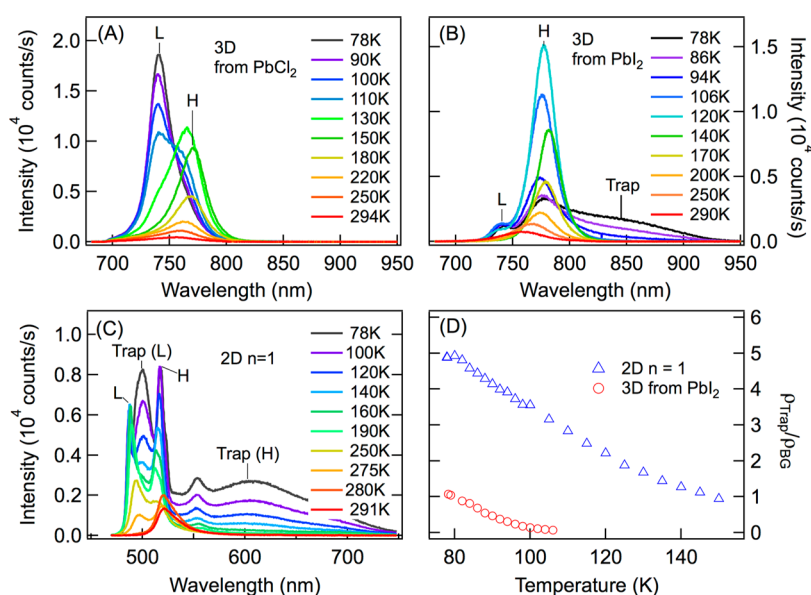 (A)
L
3D
from PbCl2
H
78K
90K
100K
110K
130K
150K
180K
220K
250K
294K
2.0
1.5
1.0
0.5
0.0
Intensity (10^4 counts/s)
700 750 800 850 900 950
Wavelength (nm)
(B)
H
3D
from PbI2
L
Trap
78K
86K
94K
106K
120K
140K
170K
200K
250K
290K
1.5
1.0
0.5
0.0
Intensity (10^4 counts/s)
700 750 800 850 900 950
Wavelength (nm)
(C)
Trap (L)
2D n=1
L
H
Trap (H)
78K
100K
120K
140K
160K
190K
250K
275K
280K
291K
1.0
0.8
0.6
0.4
0.2
0.0
Intensity (10^4 counts/s)
500 600 700
Wavelength (nm)
(D)
2D n = 1
3D from PbI2
6
5
4
3
2
1
0
ρTrap/ρBG
80 100 120 140
Temperature (K)